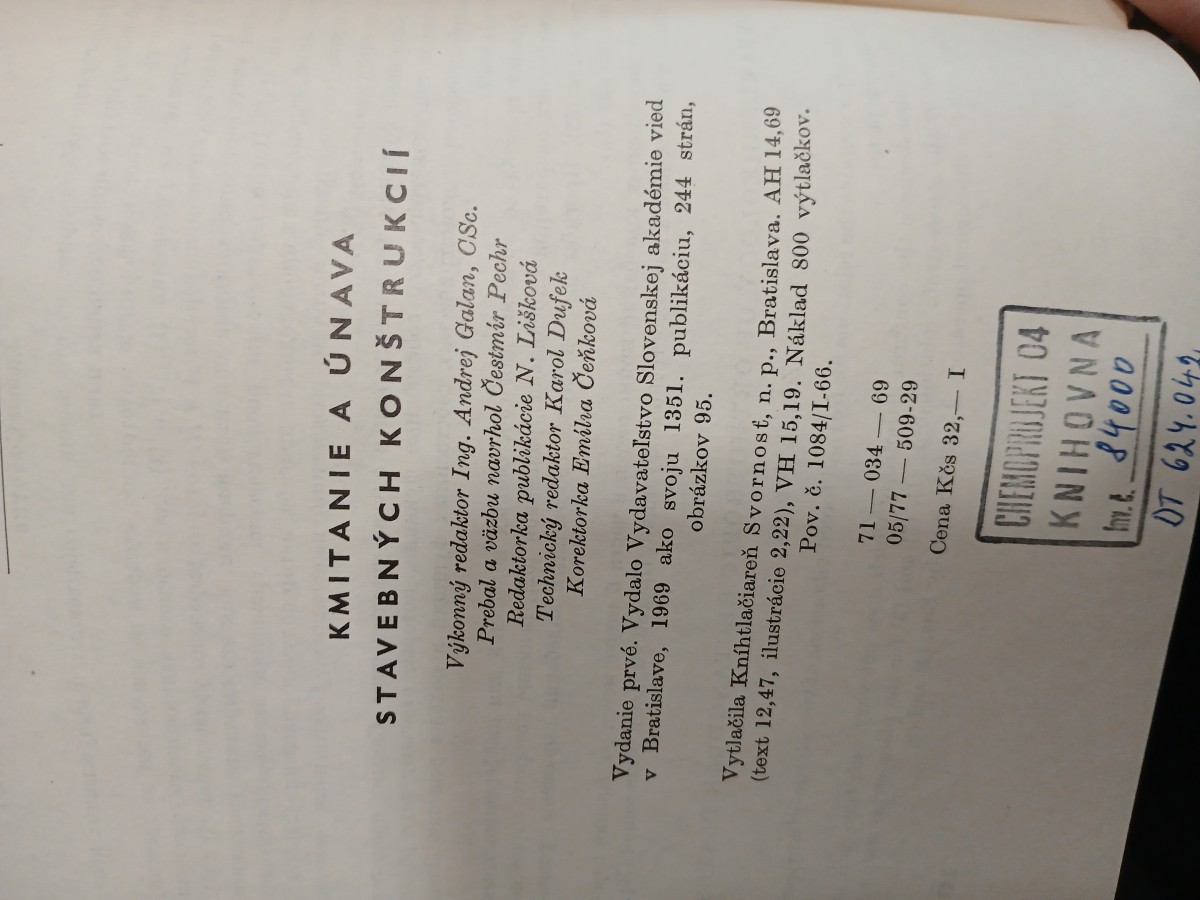 KMITANIE A ÚNAVA
STAVEBNÝCH KONŠTRUKCIÍ
Výkonný redaktor Ing. Andrej Galan, CSc.
Prebal a väzbu navrhol Čestmír Pechr
Redaktorka publikácie N. Lišková
Technický redaktor Karol Dufek
Korektorka Emília Čeňková
Vydanie prvé. Vydalo Vydavateľstvo Slovenskej akadémie vied
v Bratislave, 1969 ako svoju 1351. publikáciu, 244 strán,
obrázkov 95.
Vytlačila Kníhtlačiareň Svornosť, n. p., Bratislava. AH 14,69
(text 12,47, ilustrácie 2,22), VH 15,19. Náklad 800 výtlačkov.
Pov. č. 1084/I-66.
71 — 034 — 69
05/77 — 509-29
Cena Kčs 32,— I
CHEMOPROJEKT 04
KNIHOVNA
Inv. č. 84000
DT 624.042